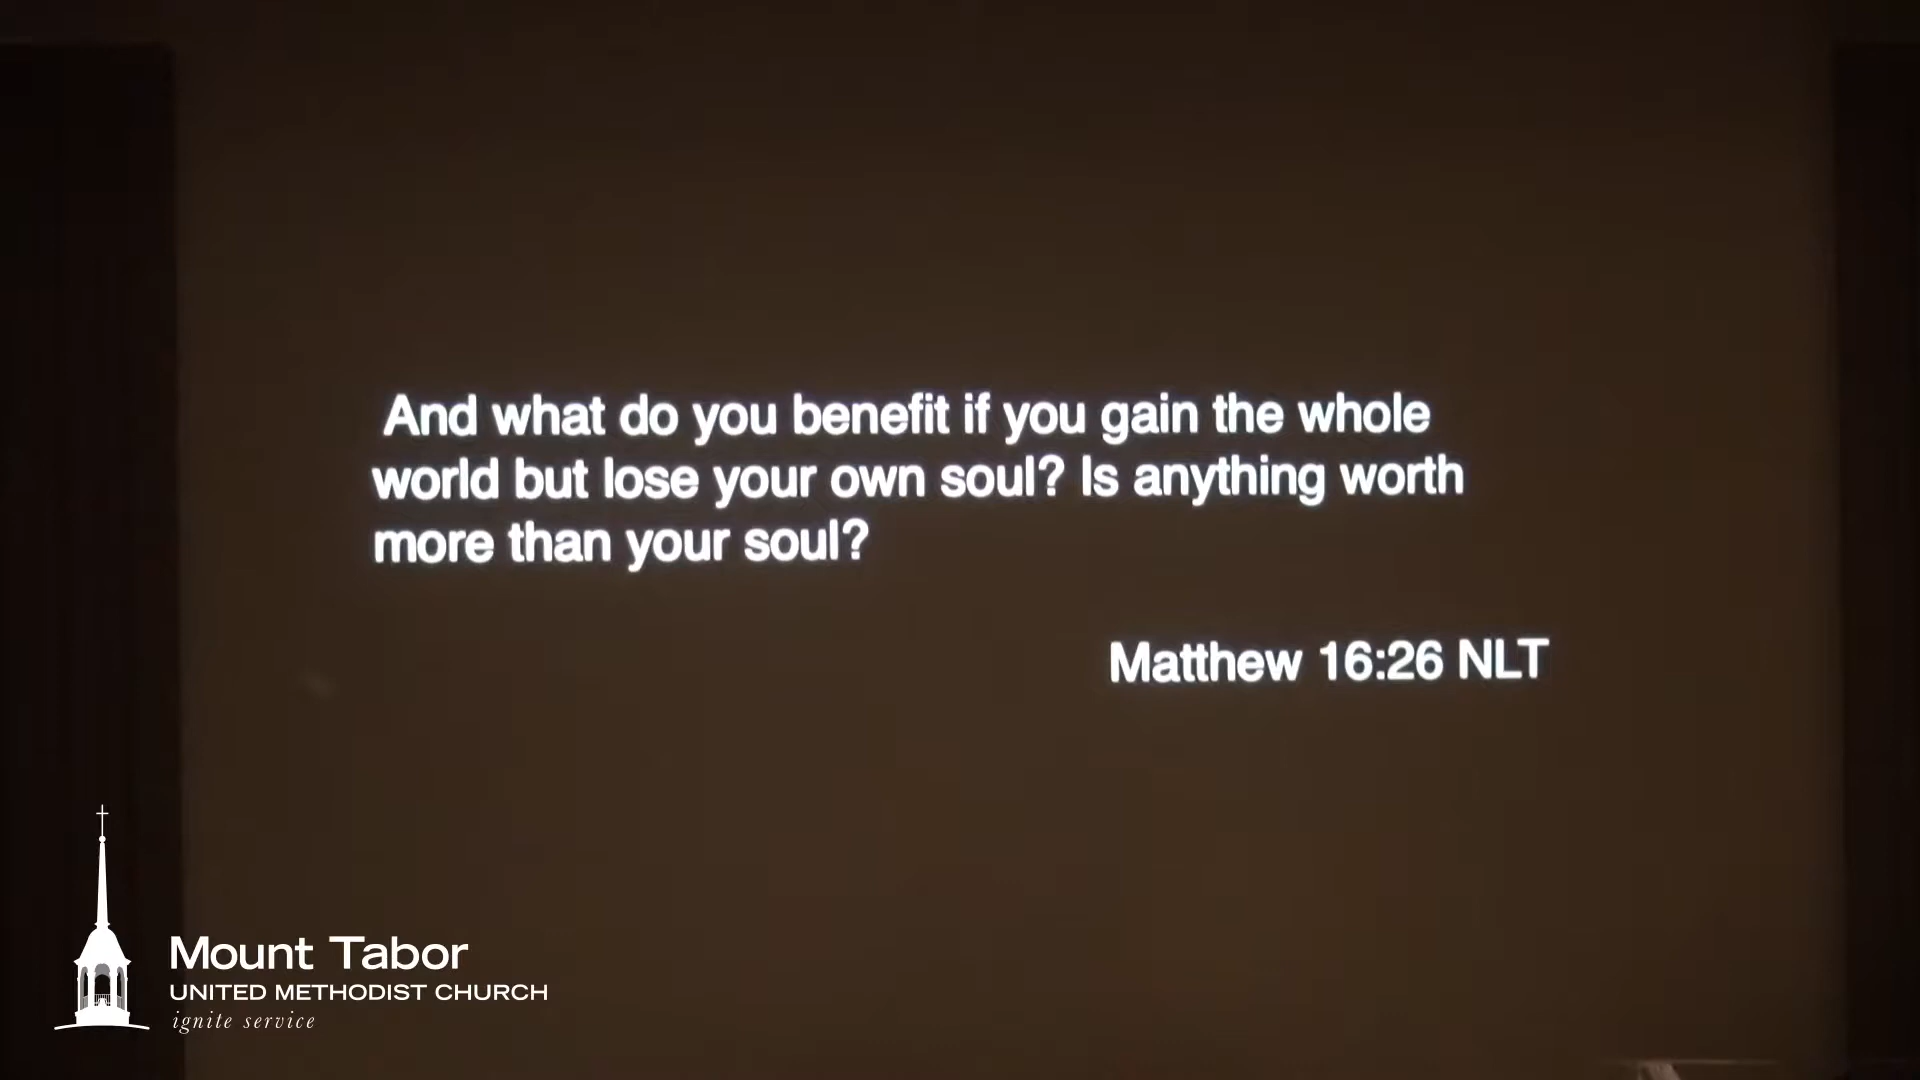 And what do you benefit if you gain the whole
world but lose your own soul? Is anything worth
more than your soul?
Matthew 16:26 NLT
Mount Tabor
UNITED METHODIST CHURCH
ignite service